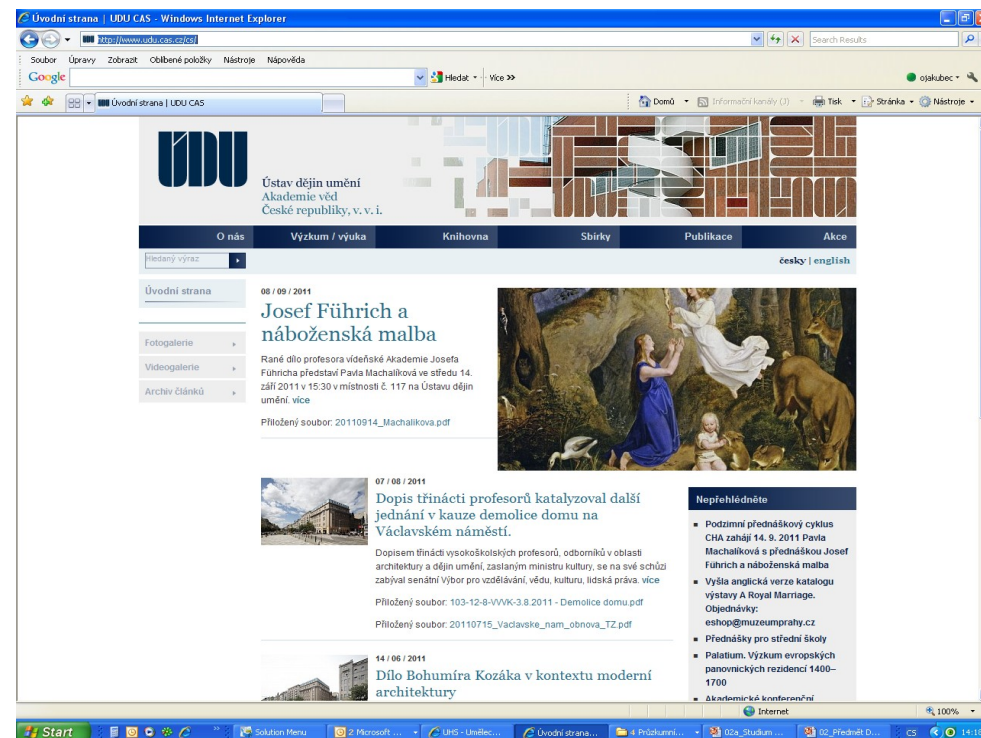 Úvodní strana | UDU CAS - Windows Internet Explorer
http://www.udu.cas.cz/cs/
Search Results
Soubor Úpravy Zobrazit Oblíbené položky Nástroje Nápověda
Google Hledat Více >> ojakubec
Úvodní strana | UDU CAS
Domů Informační kanály (J) Tisk Stránka Nástroje
ÚDU
Ústav dějin umění
Akademie věd
České republiky, v. v. i.
O nás Výzkum / výuka Knihovna Sbírky Publikace Akce
Hledaný výraz
česky | english
Úvodní strana
Fotogalerie
Videogalerie
Archiv článků
08 / 09 / 2011
Josef Führich a
náboženská malba
Rané dílo profesora vídeňské Akademie Josefa
Führicha představí Pavla Machalíková ve středu 14.
září 2011 v 15:30 v místnosti č. 117 na Ústavu dějin
umění. více
Přiložený soubor: 20110914_Machalikova.pdf
07 / 08 / 2011
Dopis třinácti profesorů katalyzoval další
jednání v kauze demolice domu na
Václavském náměstí.
Dopisem třinácti vysokoškolských profesorů, odborníků v oblasti
architektury a dějin umění, zaslaným ministru kultury, se na své schůzi
zabýval senátní Výbor pro vzdělávání, vědu, kulturu, lidská práva. více
Přiložený soubor: 103-12-8-VVVK-3.8.2011 - Demolice domu.pdf
Přiložený soubor: 20110715_Vaclavske_nam_obnova_TZ.pdf
14 / 06 / 2011
Dílo Bohumíra Kozáka v kontextu moderní
architektury
Nepřehlédněte
Podzimní přednáškový cyklus
CHA zahájí 14. 9. 2011 Pavla
Machalíková s přednáškou Josef
Führich a náboženská malba
Vyšla anglická verze katalogu
výstavy A Royal Marriage.
Objednávky:
eshop@muzeumprahy.cz
Přednášky pro střední školy
Palatium. Výzkum evropských
panovnických rezidencí 1400–
1700
Akademické konferenční
Internet 100%
Start Solution Menu 2 Microsoft ... UHS - Umělec... Úvodní strana... 4 Průzkumní... 02a_Studium ... 02_Předmět D... CS 14:18